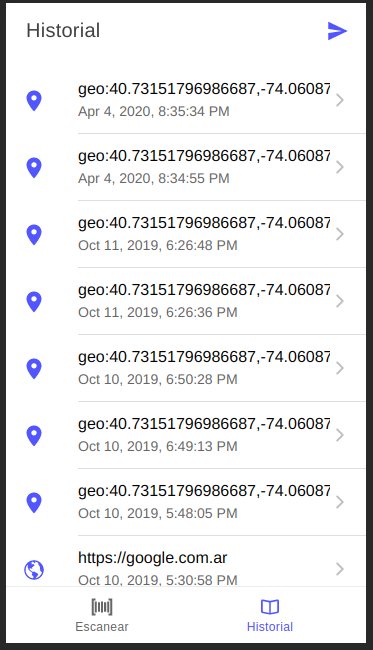 Historial
geo:40.73151796986687,-74.06087
Apr 4, 2020, 8:35:34 PM
geo:40.73151796986687,-74.06087
Apr 4, 2020, 8:34:55 PM
geo:40.73151796986687,-74.06087
Oct 11, 2019, 6:26:48 PM
geo:40.73151796986687,-74.06087
Oct 11, 2019, 6:26:36 PM
geo:40.73151796986687,-74.06087
Oct 10, 2019, 6:50:28 PM
geo:40.73151796986687,-74.06087
Oct 10, 2019, 6:49:13 PM
geo:40.73151796986687,-74.06087
Oct 10, 2019, 5:48:05 PM
https://google.com.ar
Oct 10, 2019, 5:30:58 PM
Escanear
Historial